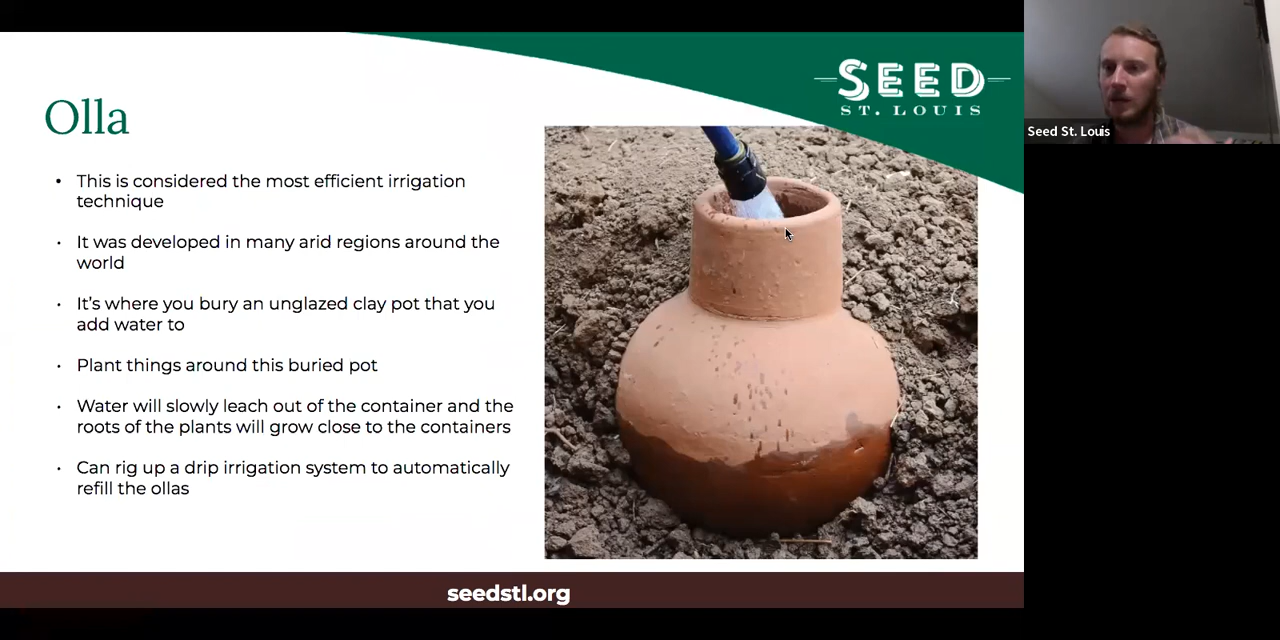 SEED
ST. LOUIS
Seed St. Louis
Olla
• This is considered the most efficient irrigation
technique
• It was developed in many arid regions around the
world
• It’s where you bury an unglazed clay pot that you
add water to
• Plant things around this buried pot
• Water will slowly leach out of the container and the
roots of the plants will grow close to the containers
• Can rig up a drip irrigation system to automatically
refill the ollas
seedstl.org